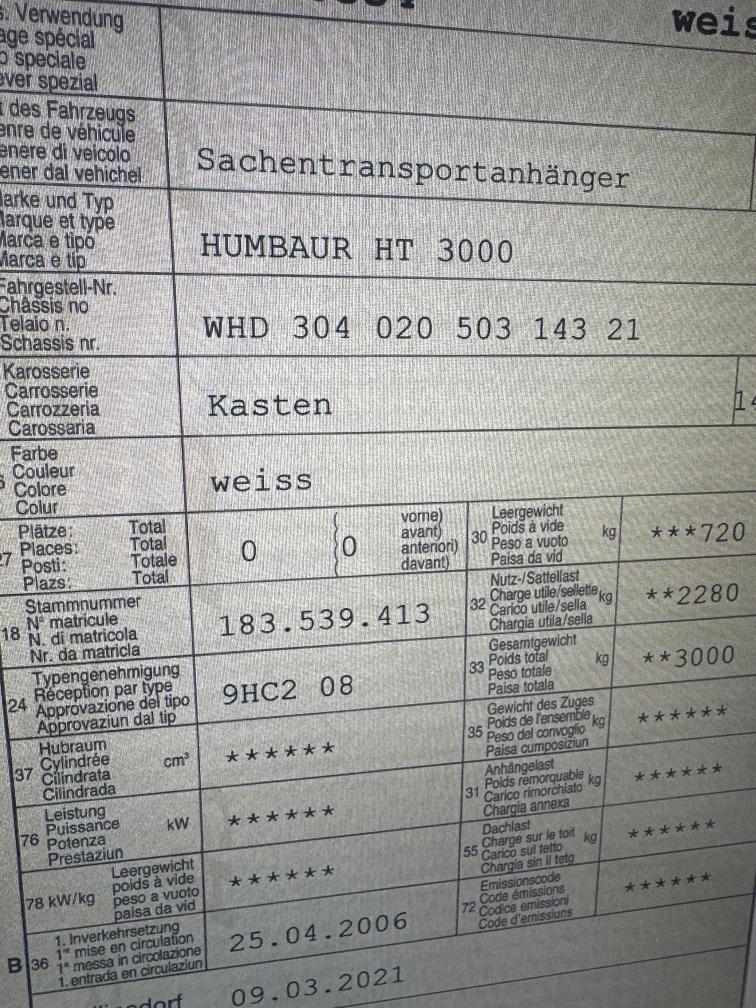 weis
s. Verwendung
age spécial
o speciale
ever spezial
des Fahrzeugs
enre de véhicule
enere di veicolo
ener dal vehichel
Sachentransportanhänger
Marke und Typ
Marque et type
Marca e tipo
Marca e tip
HUMBAUR HT 3000
Fahrgestell-Nr.
Châssis no
Telaio n.
Schassis nr.
WHD 304 020 503 143 21
Karosserie
Carrosserie
Carrozzeria
Carossaria
Kasten
14
Farbe
Couleur
Colore
Colur
weiss
27
Plätze: Total
Places: Total
Posti: Totale
Plazs: Total
0
0
vorne)
avant)
anteriori)
davant)
30
Leergewicht
Poids à vide
Peso a vuoto
Paisa da vid
kg
***720
18
Stammnummer
N° matricule
N. di matricola
Nr. da matricla
183.539.413
32
Nutz-/Sattellast
Charge utile/sellette
Carico utile/sella
Chargia utila/sella
kg
**2280
24
Typengenehmigung
Réception par type
Approvazione del tipo
Approvaziun dal tip
9HC2 08
33
Gesamtgewicht
Poids total
Peso totale
Paisa totala
kg
**3000
37
Hubraum
Cylindrée
Cilindrata
Cilindrada
cm³
******
35
Gewicht des Zuges
Poids de l'ensemble
Peso del convoglio
Paisa cumposiziun
kg
******
76
Leistung
Puissance
Potenza
Prestaziun
kW
******
31
Anhängelast
Poids remorquable
Carico rimorchiato
Chargia annexa
kg
******
78 kW/kg
Leergewicht
poids à vide
peso a vuoto
paisa da vid
******
55
Dachlast
Charge sur le toit
Carico sul tetto
Chargia sin il tetg
kg
******
B 36
1. Inverkehrsetzung
1re mise en circulation
1a messa in circolazione
1. entrada en circulaziun
25.04.2006
72
Emissionscode
Code émissions
Codice emissioni
Code d'emissiuns
******
09.03.2021